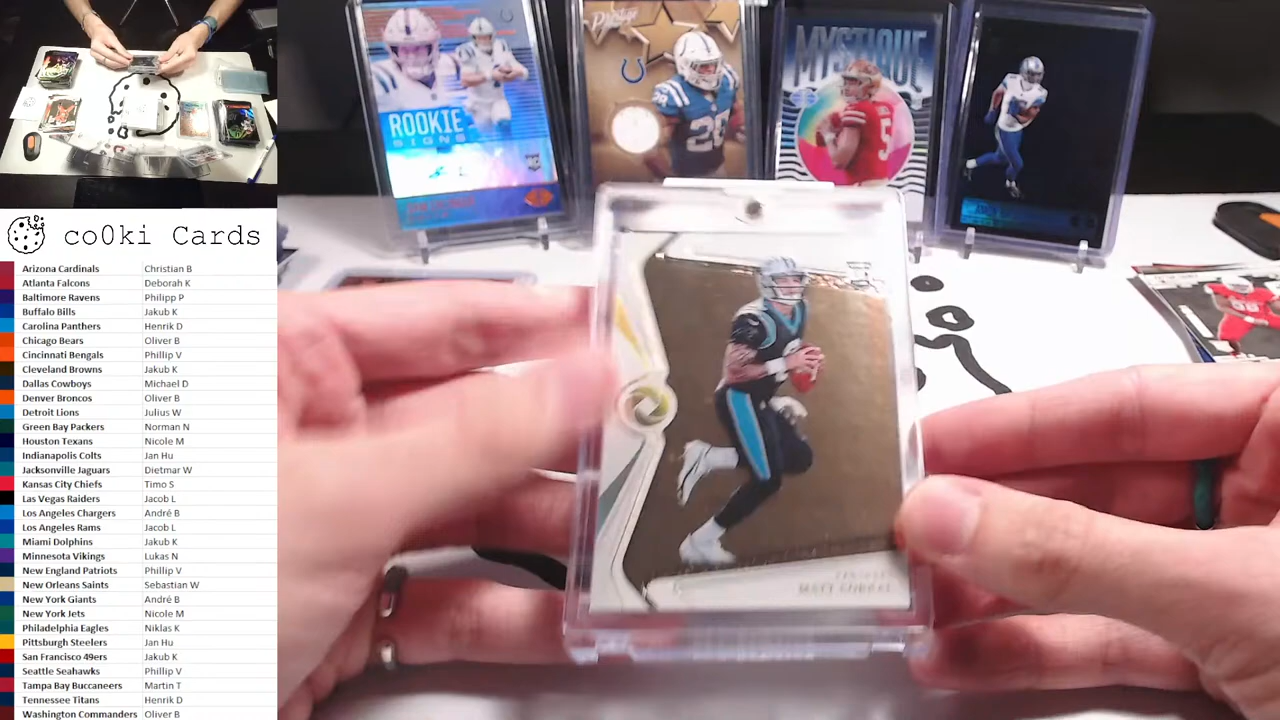 co0ki Cards
Arizona Cardinals Christian B
Atlanta Falcons Deborah K
Baltimore Ravens Philipp P
Buffalo Bills Jakub K
Carolina Panthers Henrik D
Chicago Bears Oliver B
Cincinnati Bengals Phillip V
Cleveland Browns Jakub K
Dallas Cowboys Michael D
Denver Broncos Oliver B
Detroit Lions Julius W
Green Bay Packers Norman N
Houston Texans Nicole M
Indianapolis Colts Jan Hu
Jacksonville Jaguars Dietmar W
Kansas City Chiefs Timo S
Las Vegas Raiders Jacob L
Los Angeles Chargers André B
Los Angeles Rams Jacob L
Miami Dolphins Jakub K
Minnesota Vikings Lukas N
New England Patriots Phillip V
New Orleans Saints Sebastian W
New York Giants André B
New York Jets Nicole M
Philadelphia Eagles Niklas K
Pittsburgh Steelers Jan Hu
San Francisco 49ers Jakub K
Seattle Seahawks Phillip V
Tampa Bay Buccaneers Martin T
Tennessee Titans Henrik D
Washington Commanders Oliver B
ROOKIE
SIGNS
Prestige
28
MYSTIQUE
5
MATT CORRAL